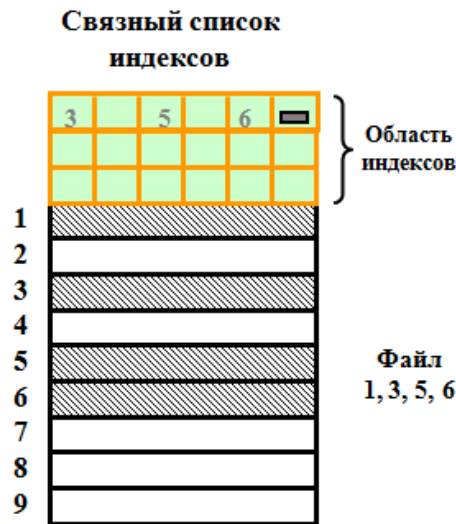 Связный список
индексов
3 5 6
Область
индексов
1
2
3
4
5
6
7
8
9
Файл
1, 3, 5, 6